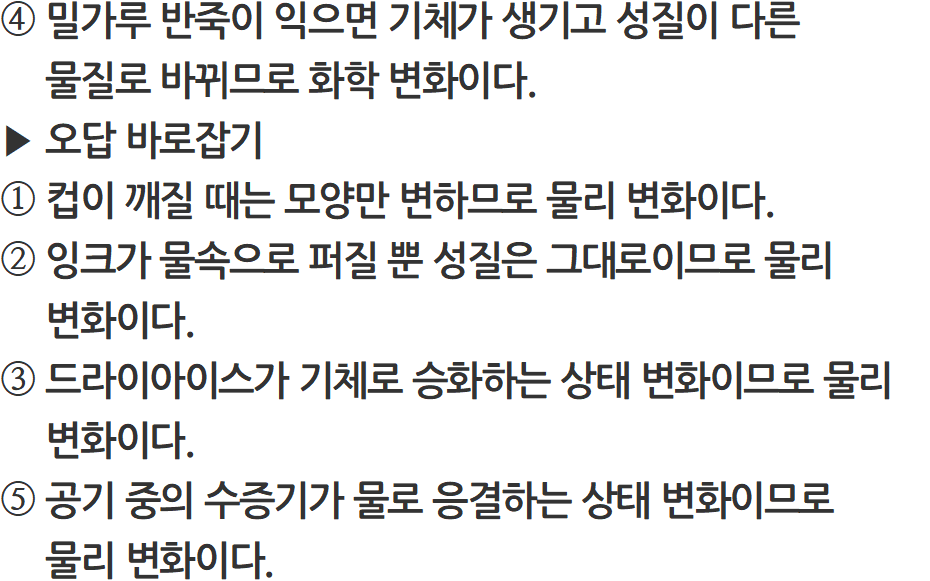 ④ 밀가루 반죽이 익으면 기체가 생기고 성질이 다른
물질로 바뀌므로 화학 변화이다.
▶ 오답 바로잡기
① 컵이 깨질 때는 모양만 변하므로 물리 변화이다.
② 잉크가 물속으로 퍼질 뿐 성질은 그대로이므로 물리
변화이다.
③ 드라이아이스가 기체로 승화하는 상태 변화이므로 물리
변화이다.
⑤ 공기 중의 수증기가 물로 응결하는 상태 변화이므로
물리 변화이다.